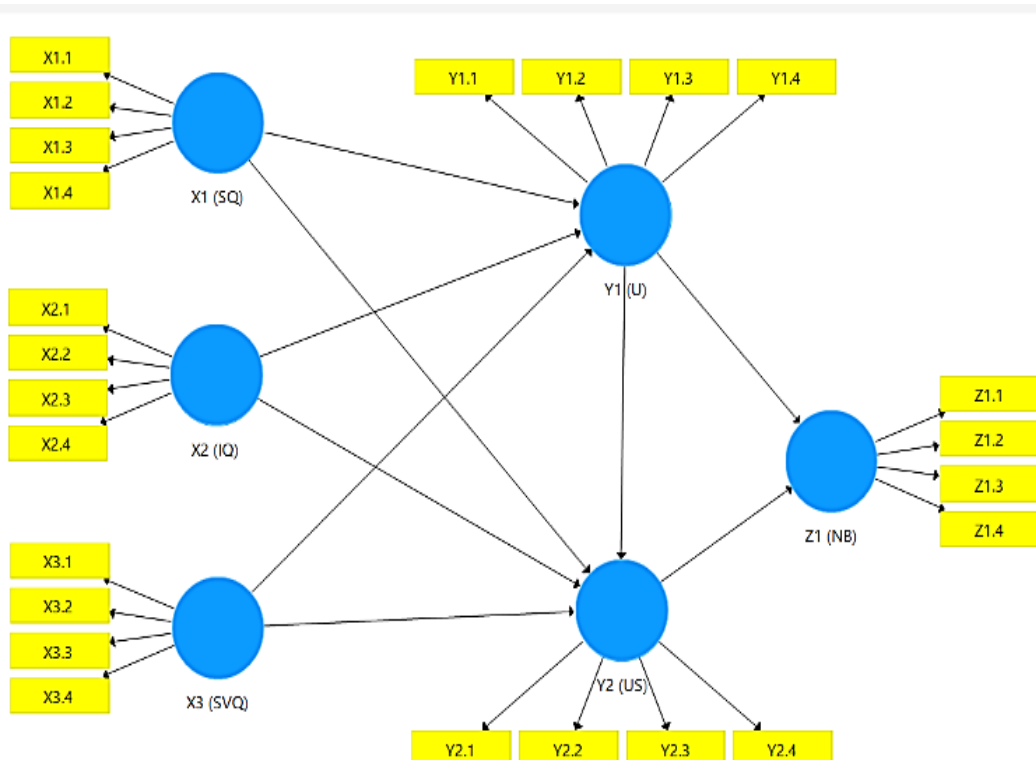 X1.1
X1.2
X1.3
X1.4
X1 (SQ)
Y1.1
Y1.2
Y1.3
Y1.4
Y1 (U)
X2.1
X2.2
X2.3
X2.4
X2 (IQ)
Z1.1
Z1.2
Z1.3
Z1.4
Z1 (NB)
X3.1
X3.2
X3.3
X3.4
X3 (SVQ)
Y2 (US)
Y2.1
Y2.2
Y2.3
Y2.4